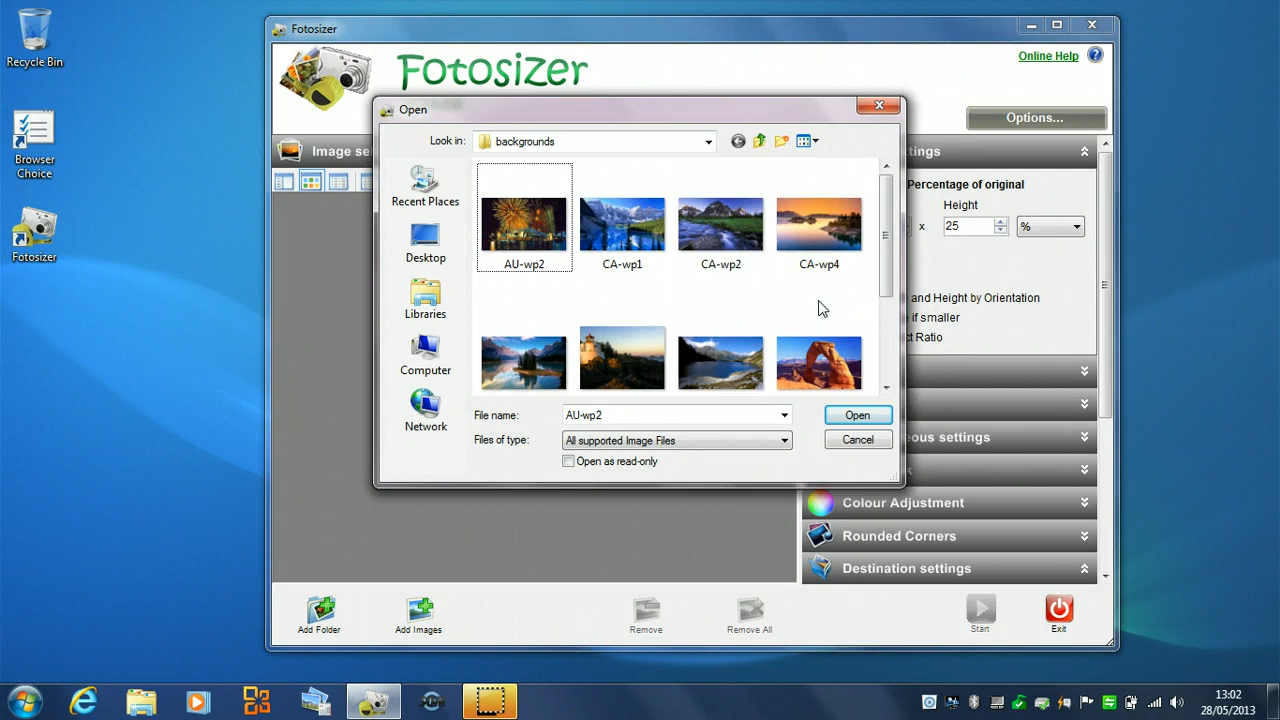 Recycle Bin
Browser
Choice
Fotosizer
Fotosizer
Fotosizer
Online Help
?
Options...
Image se
tings
Open
Look in:
backgrounds
Recent Places
Desktop
Libraries
Computer
Network
AU-wp2
CA-wp1
CA-wp2
CA-wp4
File name:
AU-wp2
Open
Files of type:
All supported Image Files
Cancel
Open as read-only
Percentage of original
Height
x
25
%
and Height by Orientation
if smaller
ct Ratio
ous settings
Colour Adjustment
Rounded Corners
Destination settings
Add Folder
Add Images
Remove
Remove All
Start
Exit
13:02
28/05/2013